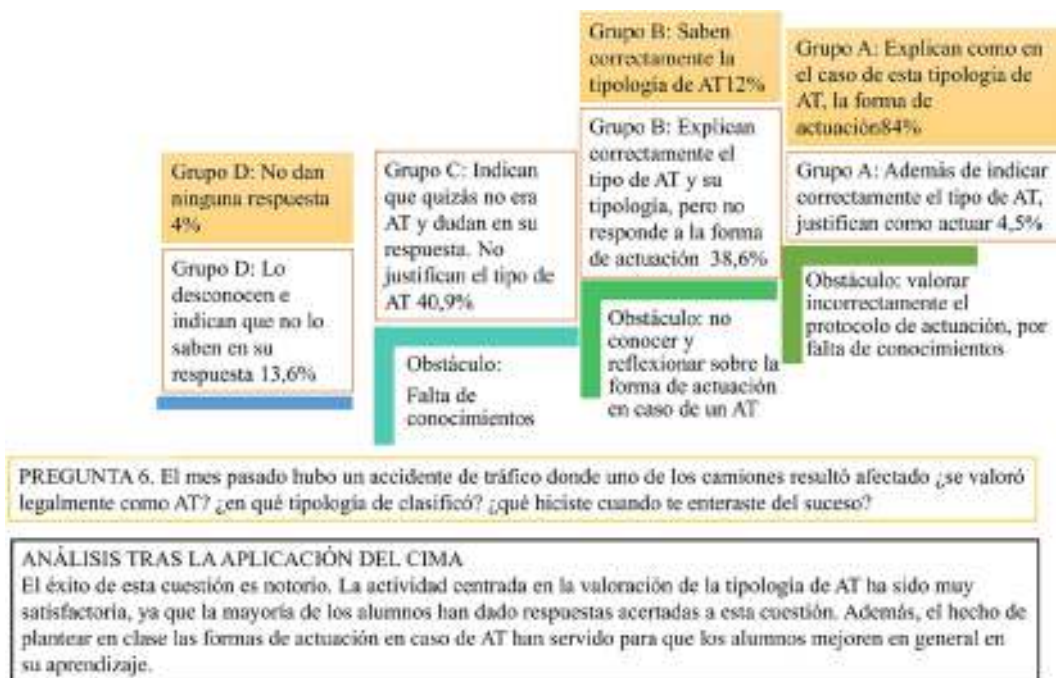 Grupo D: No dan
ninguna respuesta
4%
Grupo D: Lo
desconocen e
indican que no lo
saben en su
respuesta 13,6%
Grupo C: Indican
que quizás no era
AT y dudan en su
respuesta. No
justifican el tipo de
AT 40,9%
Obstáculo:
Falta de
conocimientos
Grupo B: Saben
correctamente la
tipología de AT12%
Grupo B: Explican
correctamente el
tipo de AT y su
tipología, pero no
responde a la forma
de actuación 38,6%
Obstáculo: no
conocer y
reflexionar sobre la
forma de actuación
en caso de un AT
Grupo A: Explican como en
el caso de esta tipología de
AT, la forma de
actuación84%
Grupo A: Además de indicar
correctamente el tipo de AT,
justifican como actuar 4,5%
Obstáculo: valorar
incorrectamente el
protocolo de actuación, por
falta de conocimientos
PREGUNTA 6. El mes pasado hubo un accidente de tráfico donde uno de los camiones resultó afectado ¿se valoró
legalmente como AT? ¿en qué tipología de clasificó? ¿qué hiciste cuando te enteraste del suceso?
ANÁLISIS TRAS LA APLICACIÓN DEL CIMA
El éxito de esta cuestión es notorio. La actividad centrada en la valoración de la tipología de AT ha sido muy
satisfactoria, ya que la mayoría de los alumnos han dado respuestas acertadas a esta cuestión. Además, el hecho de
plantear en clase las formas de actuación en caso de AT han servido para que los alumnos mejoren en general en
su aprendizaje.